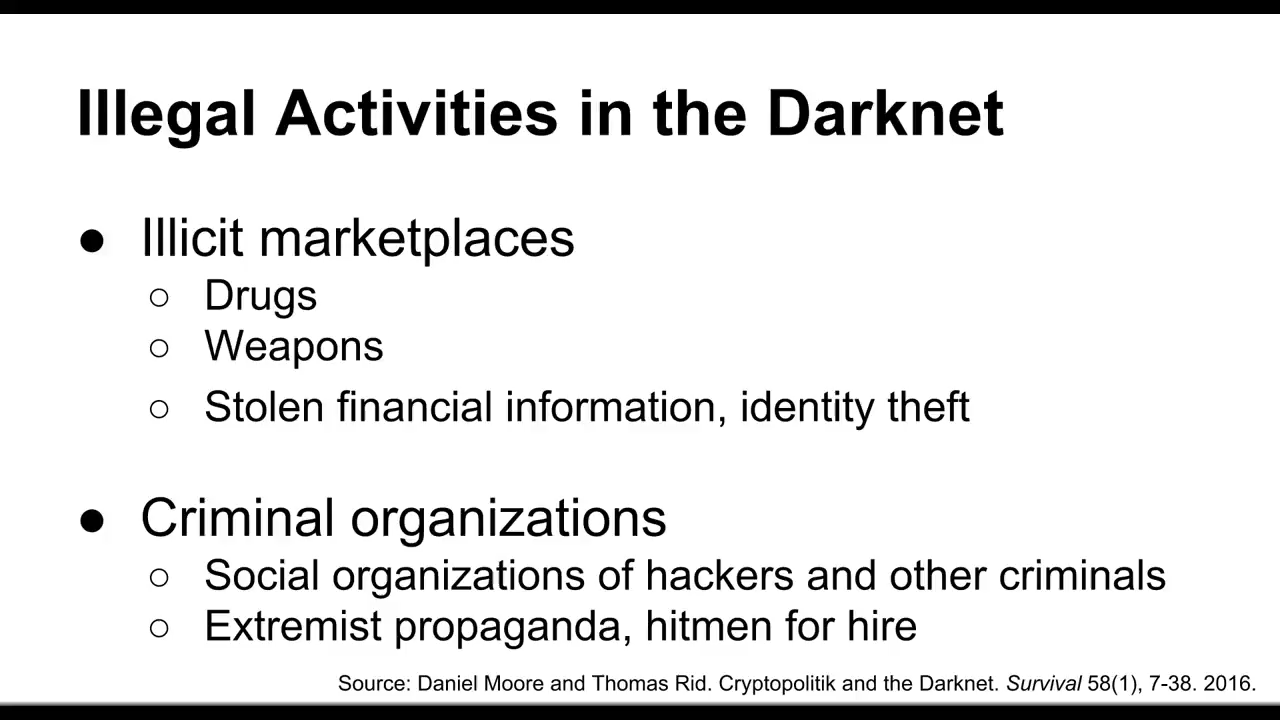 Illegal Activities in the Darknet
● Illicit marketplaces
○ Drugs
○ Weapons
○ Stolen financial information, identity theft
● Criminal organizations
○ Social organizations of hackers and other criminals
○ Extremist propaganda, hitmen for hire
Source: Daniel Moore and Thomas Rid. Cryptopolitik and the Darknet. Survival 58(1), 7-38. 2016.